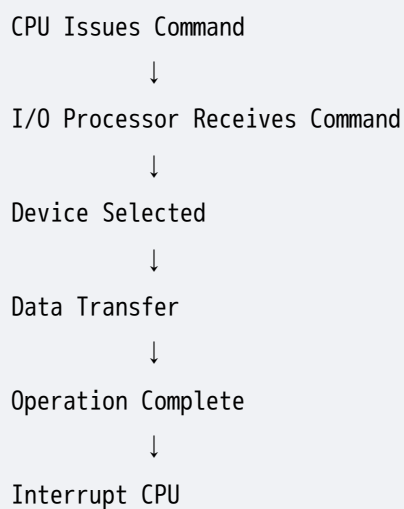 CPU Issues Command
↓
I/O Processor Receives Command
↓
Device Selected
↓
Data Transfer
↓
Operation Complete
↓
Interrupt CPU